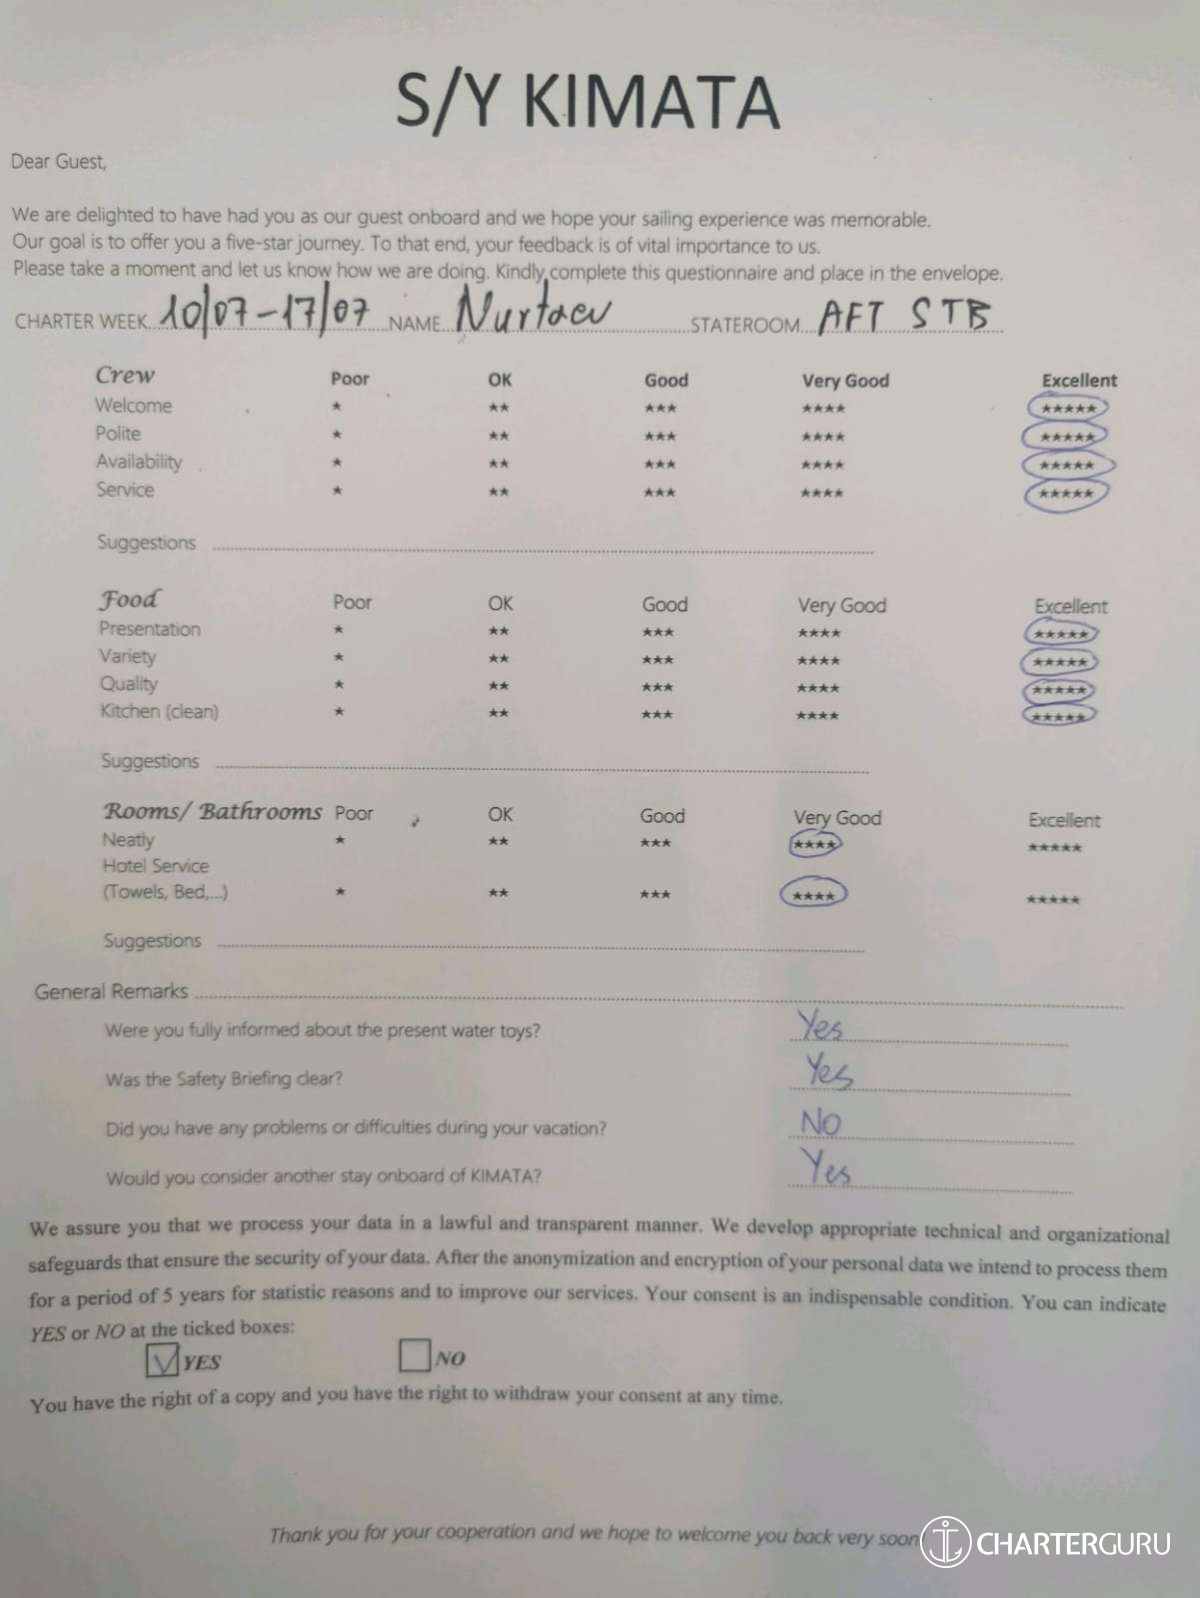 S/Y KIMATA
Dear Guest,
We are delighted to have had you as our guest onboard and we hope your sailing experience was memorable.
Our goal is to offer you a five-star journey. To that end, your feedback is of vital importance to us.
Please take a moment and let us know how we are doing. Kindly complete this questionnaire and place in the envelope.
CHARTER WEEK 10/07-17/07 NAME Nurtaev STATEROOM AFT STB
Crew Poor OK Good Very Good Excellent
Welcome ★ ★★ ★★★ ★★★★ ★★★★★
Polite ★ ★★ ★★★ ★★★★ ★★★★★
Availability ★ ★★ ★★★ ★★★★ ★★★★★
Service ★ ★★ ★★★ ★★★★ ★★★★★
Suggestions
Food Poor OK Good Very Good Excellent
Presentation ★ ★★ ★★★ ★★★★ ★★★★★
Variety ★ ★★ ★★★ ★★★★ ★★★★★
Quality ★ ★★ ★★★ ★★★★ ★★★★★
Kitchen (clean) ★ ★★ ★★★ ★★★★ ★★★★★
Suggestions
Rooms/ Bathrooms Poor OK Good Very Good Excellent
Neatly ★ ★★ ★★★ ★★★★ ★★★★★
Hotel Service
(Towels, Bed,...) ★ ★★ ★★★ ★★★★ ★★★★★
Suggestions
General Remarks
Were you fully informed about the present water toys? Yes
Was the Safety Briefing clear? Yes
Did you have any problems or difficulties during your vacation? No
Would you consider another stay onboard of KIMATA? Yes
We assure you that we process your data in a lawful and transparent manner. We develop appropriate technical and organizational
safeguards that ensure the security of your data. After the anonymization and encryption of your personal data we intend to process them
for a period of 5 years for statistic reasons and to improve our services. Your consent is an indispensable condition. You can indicate
YES or NO at the ticked boxes:
YES NO
You have the right of a copy and you have the right to withdraw your consent at any time.
Thank you for your cooperation and we hope to welcome you back very soon
CHARTERGURU